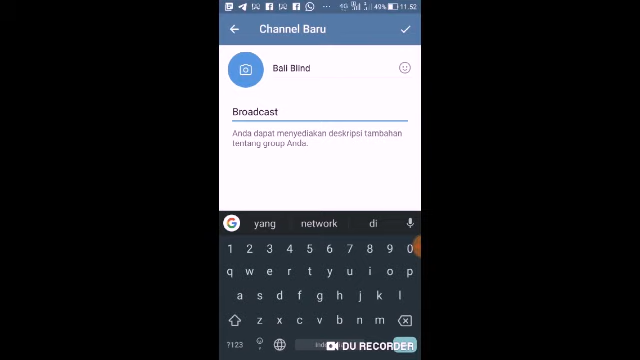 49% 11.52
Channel Baru
Bali Blind
Broadcast
Anda dapat menyediakan deskripsi tambahan
tentang group Anda.
yang network di
1 2 3 4 5 6 7 8 9 0
q w e r t y u i o p
a s d f g h j k l
z x c v b n m
?123 ,
DU RECORDER